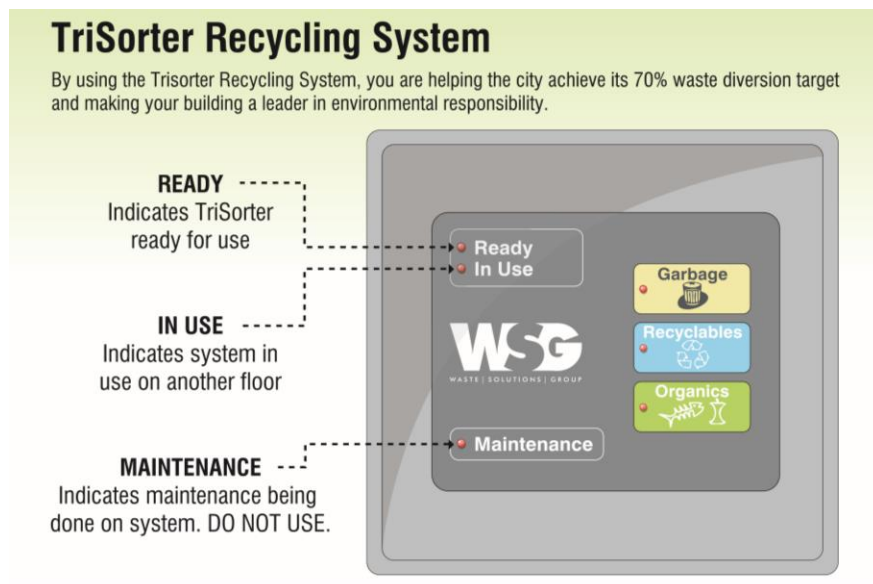 TriSorter Recycling System
By using the Trisorter Recycling System, you are helping the city achieve its 70% waste diversion target
and making your building a leader in environmental responsibility.
READY
Indicates TriSorter
ready for use
IN USE
Indicates system in
use on another floor
MAINTENANCE
Indicates maintenance being
done on system. DO NOT USE.
Ready
In Use
WSG
WASTE | SOLUTIONS | GROUP
Maintenance
Garbage
Recyclables
Organics